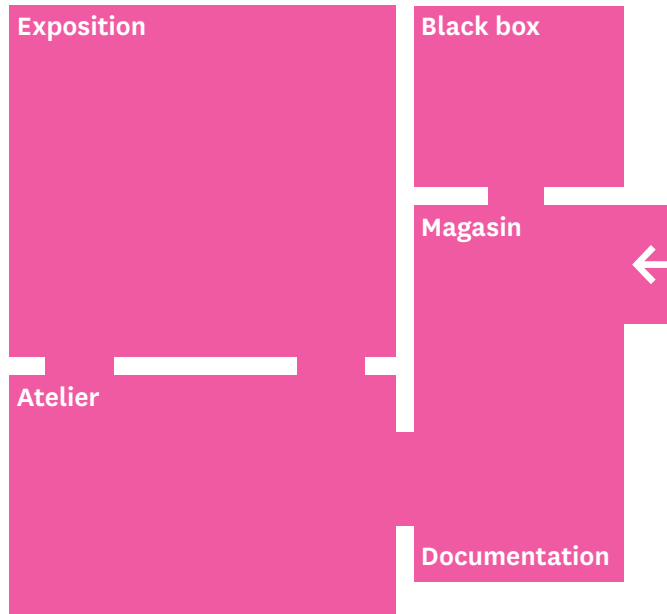 Exposition
Black box
Magasin
Atelier
Documentation